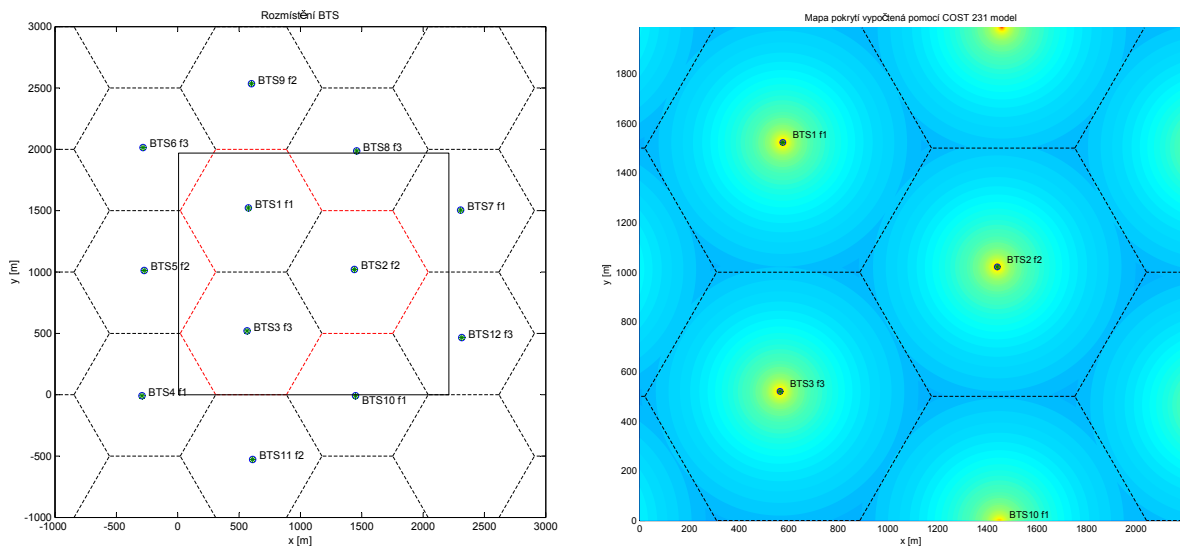 Rozmístění BTS
3000
2500
2000
1500
1000
500
0
-500
-1000
y [m]
BTS9 f2
BTS6 f3
BTS8 f3
BTS1 f1
BTS7 f1
BTS5 f2
BTS2 f2
BTS3 f3
BTS12 f3
BTS4 f1
BTS10 f1
BTS11 f2
-1000 -500 0 500 1000 1500 2000 2500 3000
x [m]
Mapa pokrytí vypočtená pomocí COST 231 model
1800
1600
1400
1200
1000
800
600
400
200
0
y [m]
BTS1 f1
BTS2 f2
BTS3 f3
BTS10 f1
0 200 400 600 800 1000 1200 1400 1600 1800 2000 2200
x [m]